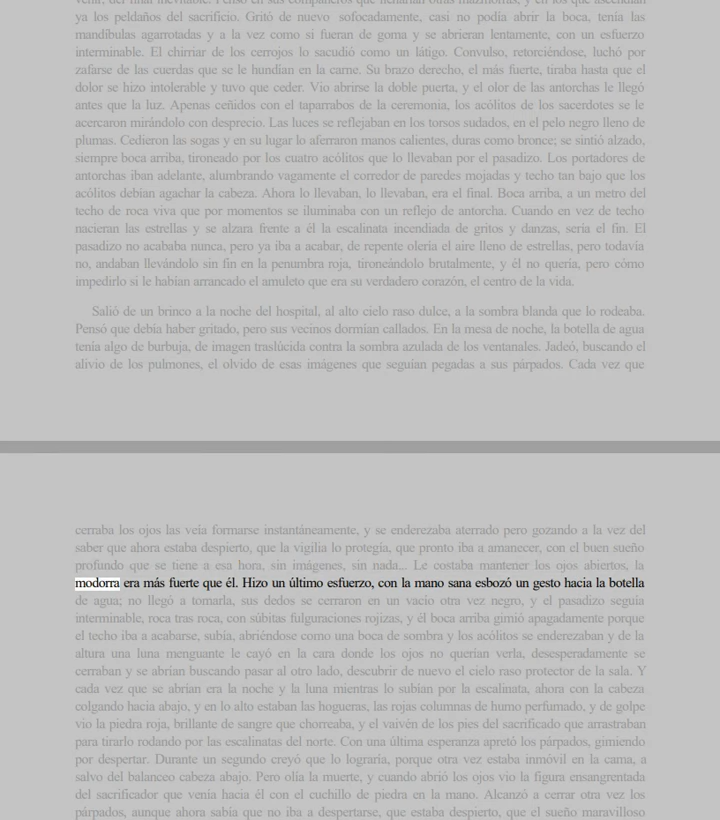 venir, del final inevitable. Pensó en sus compañeros que llenarían otras mazmorras, y en los que ascendían
ya los peldaños del sacrificio. Gritó de nuevo sofocadamente, casi no podía abrir la boca, tenía las
mandíbulas agarrotadas y a la vez como si fueran de goma y se abrieran lentamente, con un esfuerzo
interminable. El chirriar de los cerrojos lo sacudió como un látigo. Convulso, retorciéndose, luchó por
zafarse de las cuerdas que se le hundían en la carne. Su brazo derecho, el más fuerte, tiraba hasta que el
dolor se hizo intolerable y tuvo que ceder. Vio abrirse la doble puerta, y el olor de las antorchas le llegó
antes que la luz. Apenas ceñidos con el taparrabos de la ceremonia, los acólitos de los sacerdotes se le
acercaron mirándolo con desprecio. Las luces se reflejaban en los torsos sudados, en el pelo negro lleno de
plumas. Cedieron las sogas y en su lugar lo aferraron manos calientes, duras como bronce; se sintió alzado,
siempre boca arriba, tironeado por los cuatro acólitos que lo llevaban por el pasadizo. Los portadores de
antorchas iban adelante, alumbrando vagamente el corredor de paredes mojadas y techo tan bajo que los
acólitos debían agachar la cabeza. Ahora lo llevaban, lo llevaban, era el final. Boca arriba, a un metro del
techo de roca viva que por momentos se iluminaba con un reflejo de antorcha. Cuando en vez de techo
nacieran las estrellas y se alzara frente a él la escalinata incendiada de gritos y danzas, sería el fin. El
pasadizo no acababa nunca, pero ya iba a acabar, de repente olería el aire lleno de estrellas, pero todavía
no, andaban llevándolo sin fin en la penumbra roja, tironeándolo brutalmente, y él no quería, pero cómo
impedirlo si le habían arrancado el amuleto que era su verdadero corazón, el centro de la vida.
Salió de un brinco a la noche del hospital, al alto cielo raso dulce, a la sombra blanda que lo rodeaba.
Pensó que debía haber gritado, pero sus vecinos dormían callados. En la mesa de noche, la botella de agua
tenía algo de burbuja, de imagen traslúcida contra la sombra azulada de los ventanales. Jadeó, buscando el
alivio de los pulmones, el olvido de esas imágenes que seguían pegadas a sus párpados. Cada vez que
cerraba los ojos las veía formarse instantáneamente, y se enderezaba aterrado pero gozando a la vez del
saber que ahora estaba despierto, que la vigilia lo protegía, que pronto iba a amanecer, con el buen sueño
profundo que se tiene a esa hora, sin imágenes, sin nada... Le costaba mantener los ojos abiertos, la
modorra era más fuerte que él. Hizo un último esfuerzo, con la mano sana esbozó un gesto hacia la botella
de agua; no llegó a tomarla, sus dedos se cerraron en un vacío otra vez negro, y el pasadizo seguía
interminable, roca tras roca, con súbitas fulguraciones rojizas, y él boca arriba gimió apagadamente porque
el techo iba a acabarse, subía, abriéndose como una boca de sombra y los acólitos se enderezaban y de la
altura una luna menguante le cayó en la cara donde los ojos no querían verla, desesperadamente se
cerraban y se abrían buscando pasar al otro lado, descubrir de nuevo el cielo raso protector de la sala. Y
cada vez que se abrían era la noche y la luna mientras lo subían por la escalinata, ahora con la cabeza
colgando hacia abajo, y en lo alto estaban las hogueras, las rojas columnas de humo perfumado, y de golpe
vio la piedra roja, brillante de sangre que chorreaba, y el vaivén de los pies del sacrificado que arrastraban
para tirarlo rodando por las escalinatas del norte. Con una última esperanza apretó los párpados, gimiendo
por despertar. Durante un segundo creyó que lo lograría, porque otra vez estaba inmóvil en la cama, a
salvo del balanceo cabeza abajo. Pero olía la muerte, y cuando abrió los ojos vio la figura ensangrentada
del sacrificador que venía hacia él con el cuchillo de piedra en la mano. Alcanzó a cerrar otra vez los
párpados, aunque ahora sabía que no iba a despertarse, que estaba despierto, que el sueño maravilloso